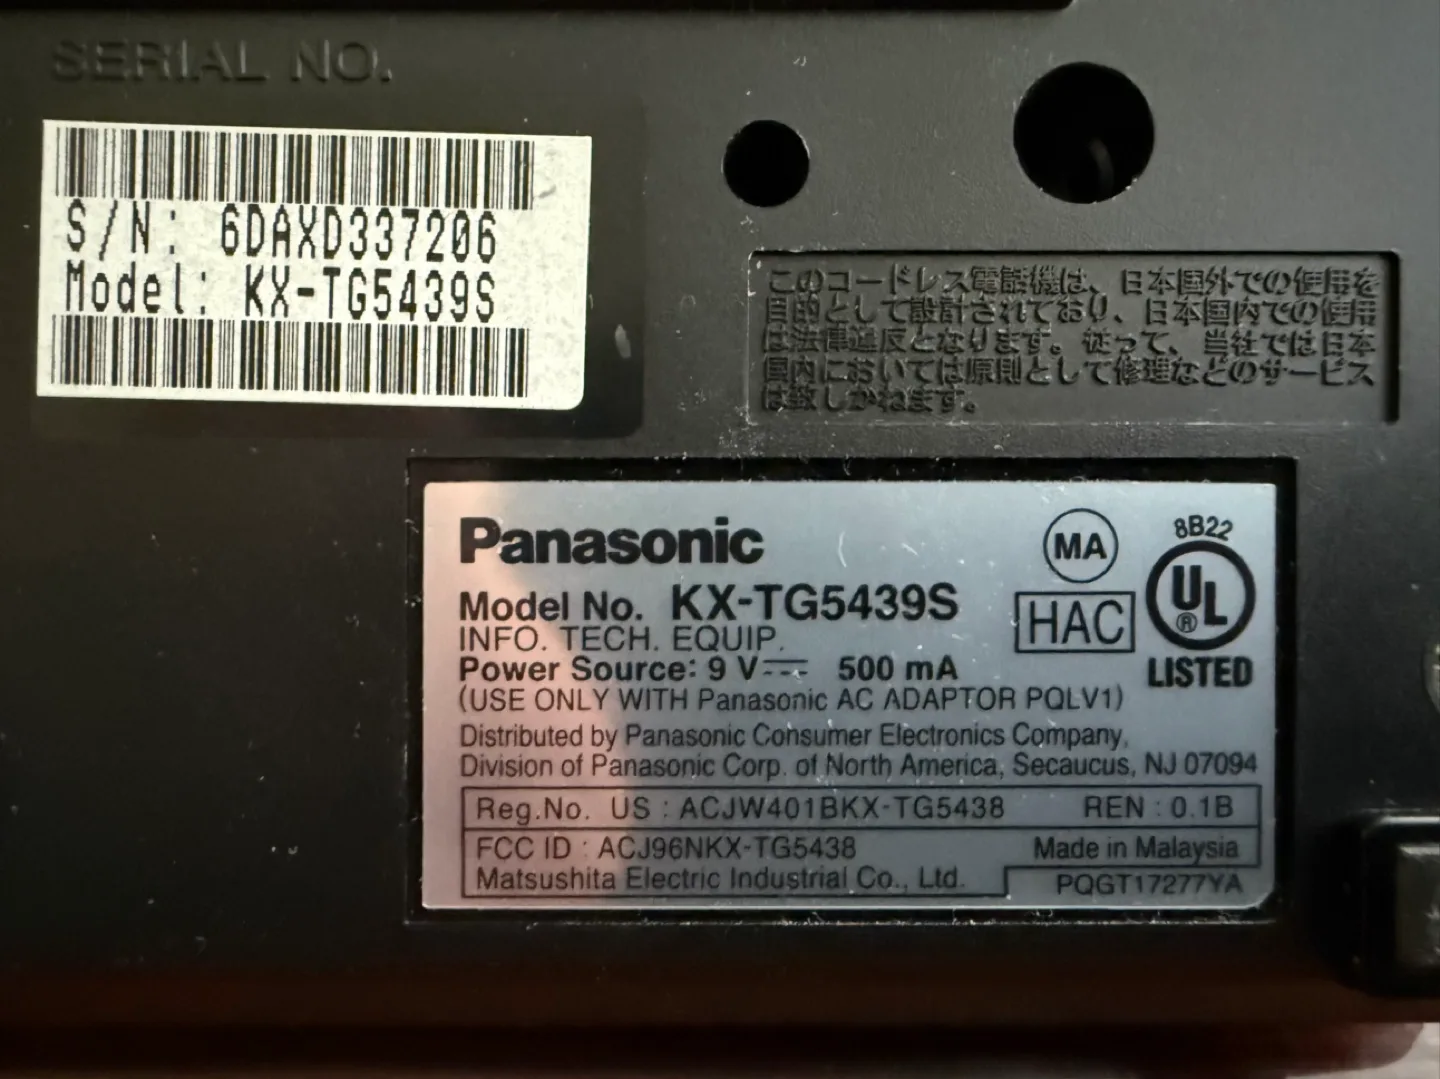 SERIAL NO.
S/N: 6DAXD337206
Model: KX-TG5439S
このコードレス電話機は、日本国外での使用を
目的として設計されており、日本国内での使用
は法律違反となります。従って、当社では日本
国内においては原則として修理などのサービス
は致しかねます。
Panasonic
Model No. KX-TG5439S
INFO. TECH. EQUIP.
Power Source: 9 V⎓ 500 mA
(USE ONLY WITH Panasonic AC ADAPTOR PQLV1)
MA
HAC
8B22
UL
®
LISTED
Distributed by Panasonic Consumer Electronics Company,
Division of Panasonic Corp. of North America, Secaucus, NJ 07094
Reg.No. US : ACJW401BKX-TG5438 REN : 0.1B
FCC ID : ACJ96NKX-TG5438 Made in Malaysia
Matsushita Electric Industrial Co., Ltd. PQGT17277YA